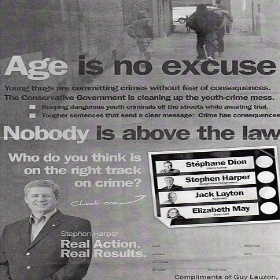 Age is no excuse
Young thugs are committing crimes without fear of consequences.
The Conservative Government is cleaning up the youth-crime mess.
Keeping dangerous youth criminals off the streets while awaiting trial.
Tougher sentences that send a clear message: Crime has consequences
Nobody is above the law
Who do you think is
on the right track
on crime?
Check one
Stéphane Dion
Stephen Harper
Jack Layton
Elizabeth May
Stephen Harper
Real Action.
Real Results.
Compliments of Guy Lauzon,